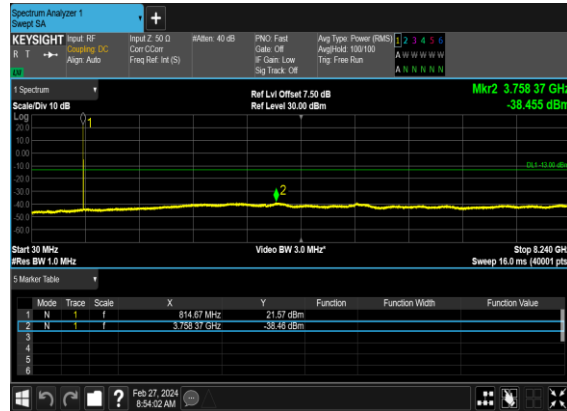 Spectrum Analyzer 1
Swept SA
+
KEYSIGHT Input: RF Input Z: 50 Ω #Atten: 40 dB PNO: Fast Avg Type: Power (RMS) 1 2 3 4 5 6
R T Coupling: DC Corr CCorr Gate: Off Avg|Hold: 100/100 A W W W W W
Align: Auto Freq Ref: Int (S) IF Gain: Low Trig: Free Run
Sig Track: Off A N N N N N
1 Spectrum Ref Lvl Offset 7.50 dB Mkr2 3.758 37 GHz
Scale/Div 10 dB Ref Level 30.00 dBm -38.455 dBm
Log
20.0
10.0
0.00
-10.0
-20.0
-30.0
-40.0
-50.0
-60.0
1
DL1 -13.00 dBm
2
Start 30 MHz Video BW 3.0 MHz* Stop 8.240 GHz
#Res BW 1.0 MHz Sweep 16.0 ms (40001 pts)
5 Marker Table
Mode Trace Scale X Y Function Function Width Function Value
1 N 1 f 814.67 MHz 21.57 dBm
2 N 1 f 3.758 37 GHz -38.46 dBm
3
4
5
6
? Feb 27, 2024
8:54:02 AM